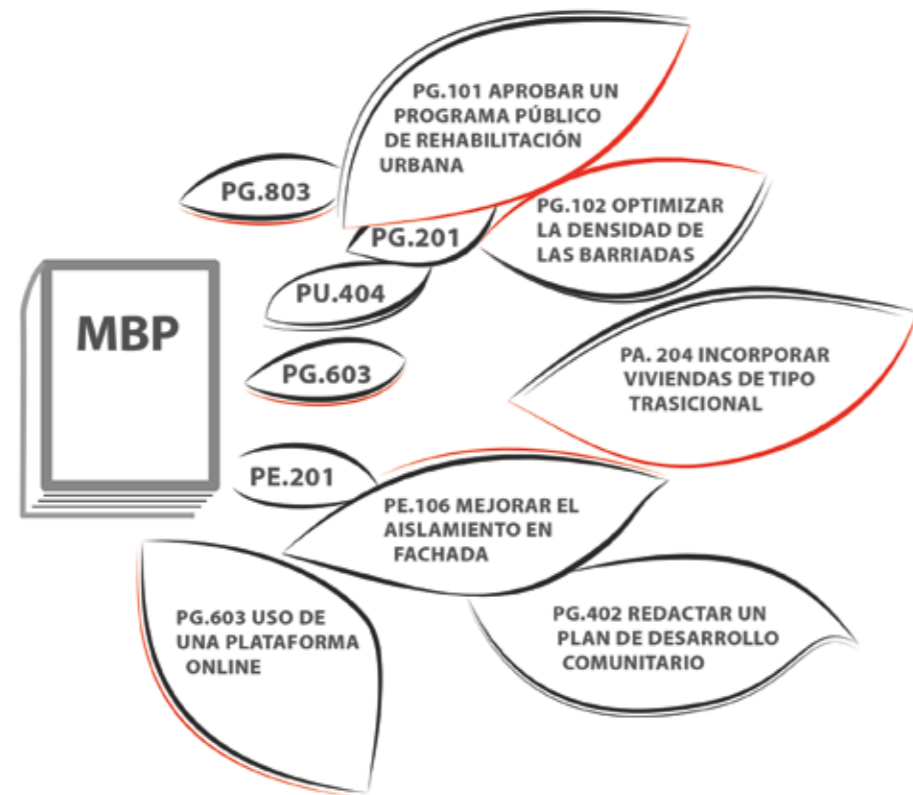 PG.101 APROBAR UN
PROGRAMA PÚBLICO
DE REHABILITACIÓN
URBANA
PG.803
PG.102 OPTIMIZAR
LA DENSIDAD DE
LAS BARRIADAS
PG.201
PU.404
MBP
PA. 204 INCORPORAR
VIVIENDAS DE TIPO
TRASICIONAL
PG.603
PE.201
PE.106 MEJORAR EL
AISLAMIENTO EN
FACHADA
PG.603 USO DE
UNA PLATAFORMA
ONLINE
PG.402 REDACTAR UN
PLAN DE DESARROLLO
COMUNITARIO